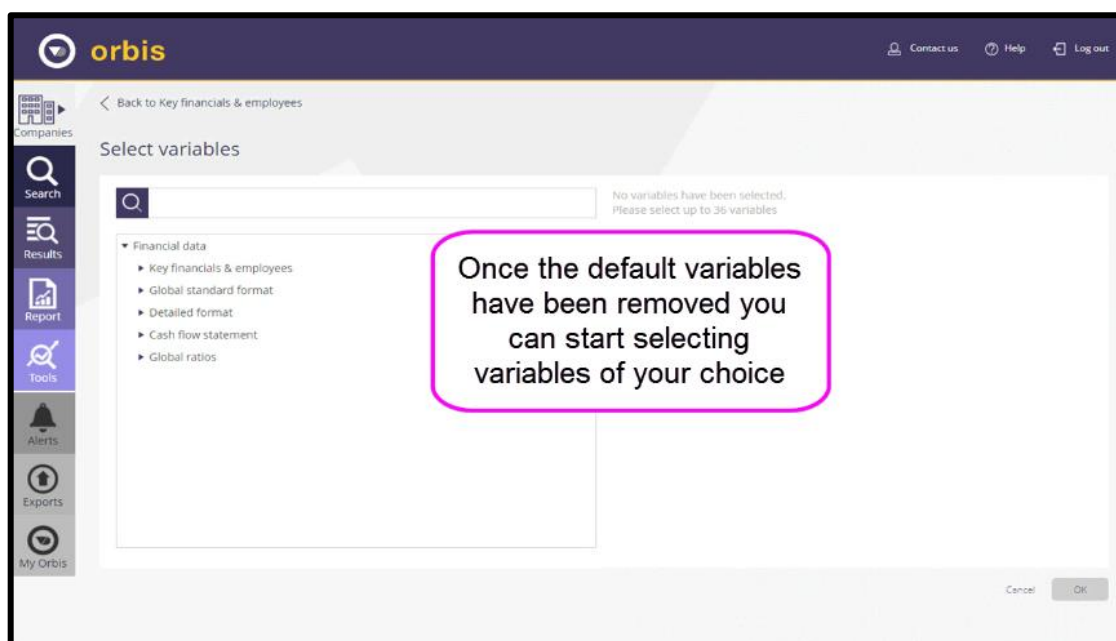 orbis
Contact us
Help
Log out
Companies
Back to Key financials & employees
Select variables
Search
Results
Report
Tools
Alerts
Exports
My Orbis
No variables have been selected.
Please select up to 36 variables
Financial data
Key financials & employees
Global standard format
Detailed format
Cash flow statement
Global ratios
Once the default variables
have been removed you
can start selecting
variables of your choice
Cancel
OK